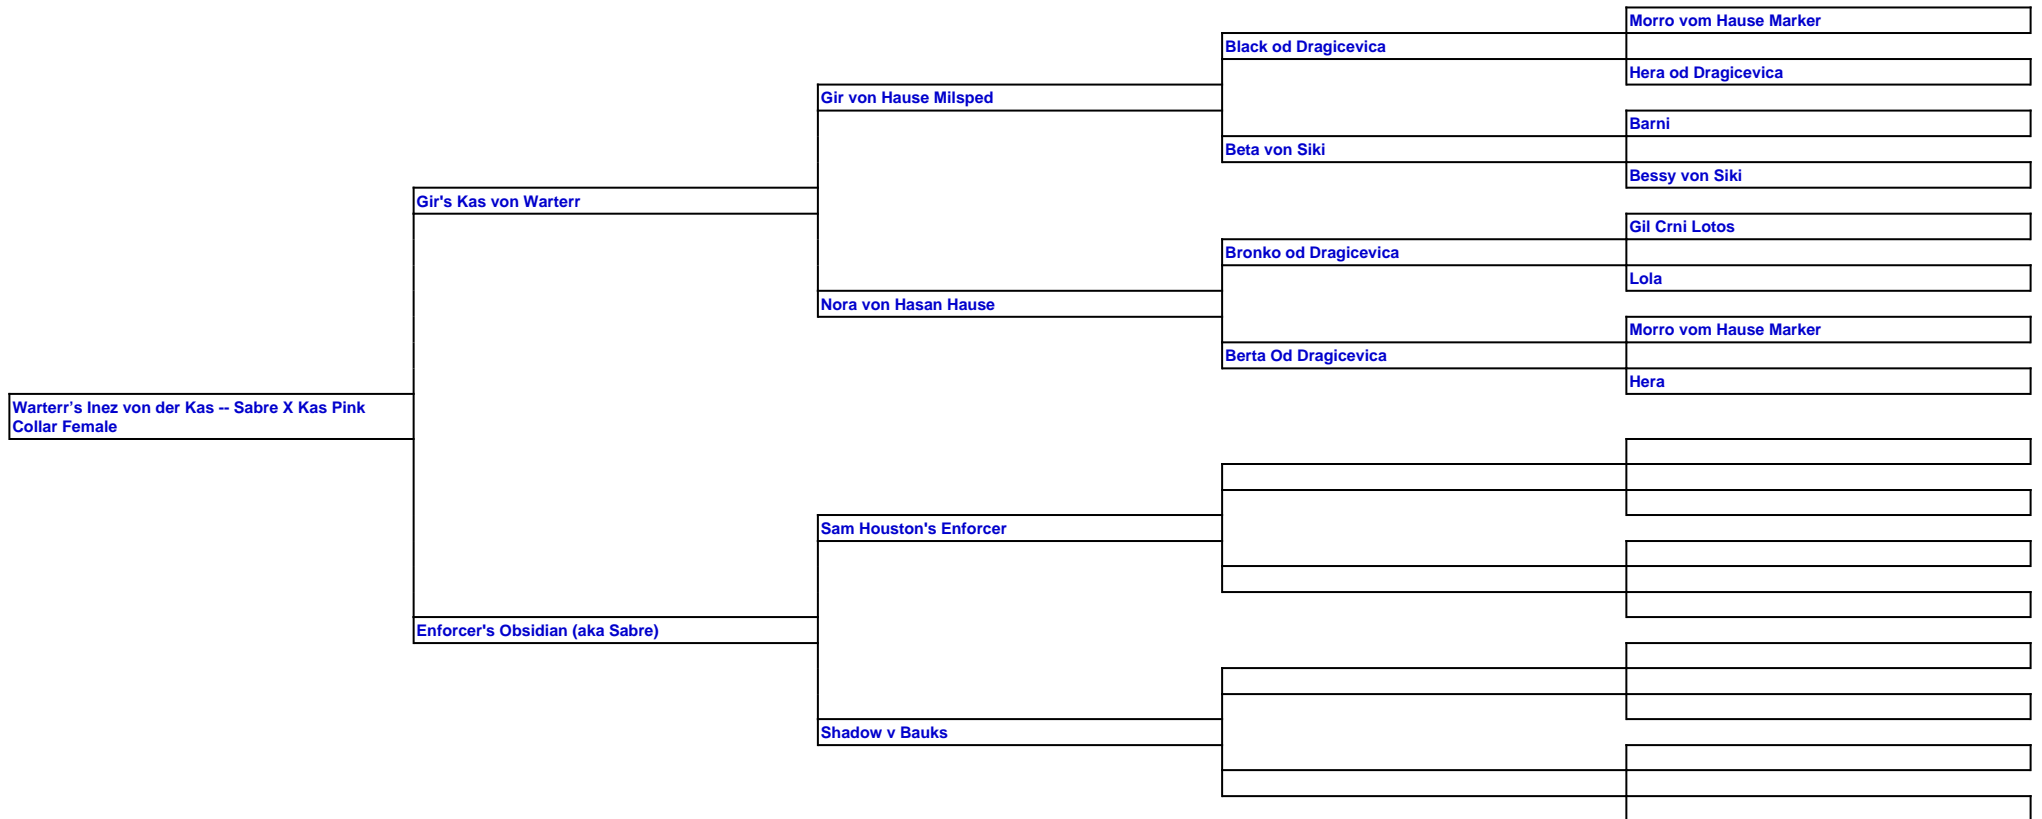 Morro vom Hause Marker
Black od Dragicevica
Hera od Dragicevica
Gir von Hause Milsped
Barni
Beta von Siki
Bessy von Siki
Gir's Kas von Warterr
Gil Crni Lotos
Bronko od Dragicevica
Lola
Nora von Hasan Hause
Morro vom Hause Marker
Berta Od Dragicevica
Hera
Warterr’s Inez von der Kas -- Sabre X Kas Pink
Collar Female
Sam Houston's Enforcer
Enforcer's Obsidian (aka Sabre)
Shadow v Bauks